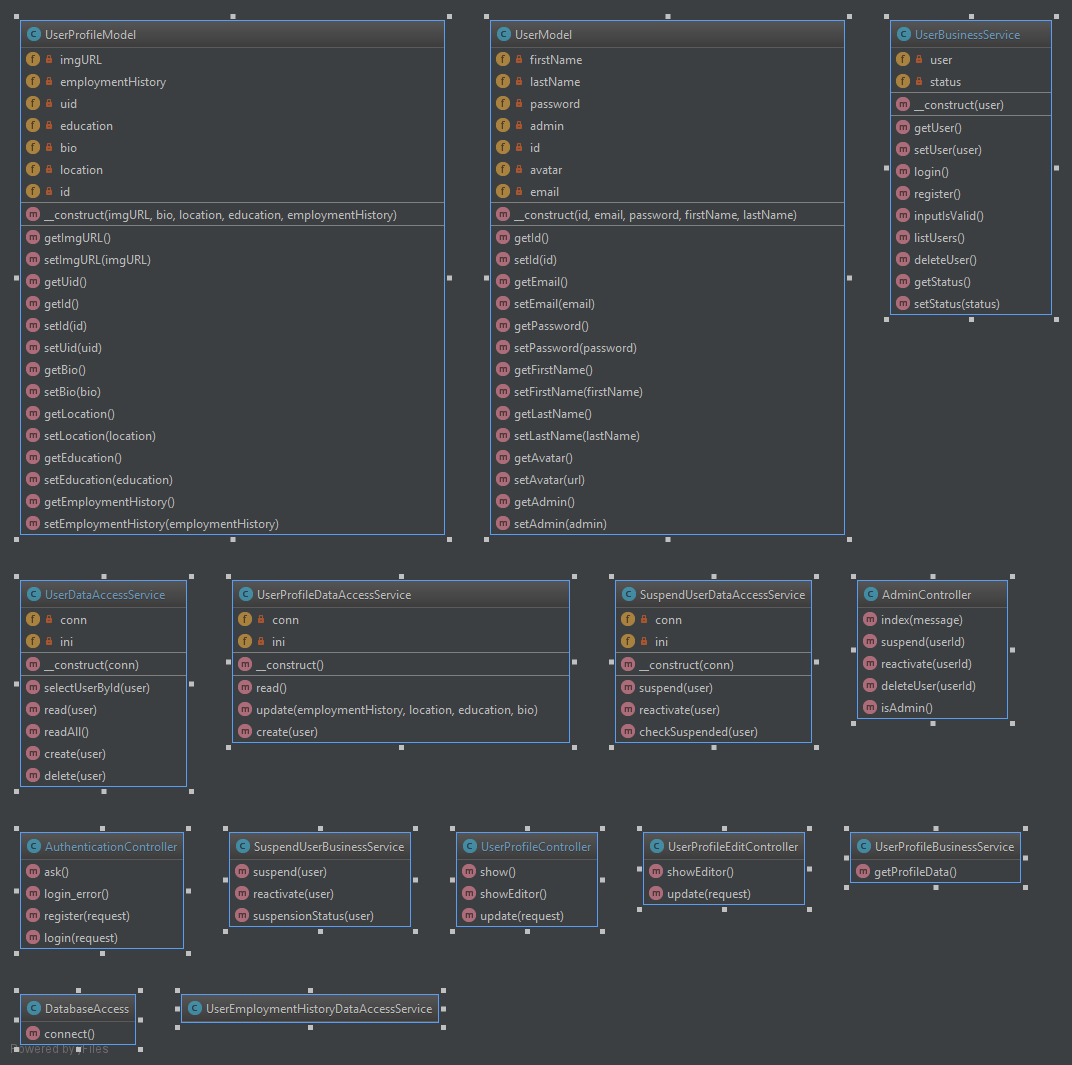 UserProfileModel
imgURL
employmentHistory
uid
education
bio
location
id
__construct(imgURL, bio, location, education, employmentHistory)
getImgURL()
setImgURL(imgURL)
getUid()
getId()
setId(id)
setUid(uid)
getBio()
setBio(bio)
getLocation()
setLocation(location)
getEducation()
setEducation(education)
getEmploymentHistory()
setEmploymentHistory(employmentHistory)
UserModel
firstName
lastName
password
admin
id
avatar
email
__construct(id, email, password, firstName, lastName)
getId()
setId(id)
getEmail()
setEmail(email)
getPassword()
setPassword(password)
getFirstName()
setFirstName(firstName)
getLastName()
setLastName(lastName)
getAvatar()
setAvatar(url)
getAdmin()
setAdmin(admin)
UserBusinessService
user
status
__construct(user)
getUser()
setUser(user)
login()
register()
inputIsValid()
listUsers()
deleteUser()
getStatus()
setStatus(status)
UserDataAccessService
conn
ini
__construct(conn)
selectUserById(user)
read(user)
readAll()
create(user)
delete(user)
UserProfileDataAccessService
conn
ini
__construct()
read()
update(employmentHistory, location, education, bio)
create(user)
SuspendUserDataAccessService
conn
ini
__construct(conn)
suspend(user)
reactivate(user)
checkSuspended(user)
AdminController
index(message)
suspend(userId)
reactivate(userId)
deleteUser(userId)
isAdmin()
AuthenticationController
ask()
login_error()
register(request)
login(request)
SuspendUserBusinessService
suspend(user)
reactivate(user)
suspensionStatus(user)
UserProfileController
show()
showEditor()
update(request)
UserProfileEditController
showEditor()
update(request)
UserProfileBusinessService
getProfileData()
DatabaseAccess
connect()
UserEmploymentHistoryDataAccessService
Powered by yFiles